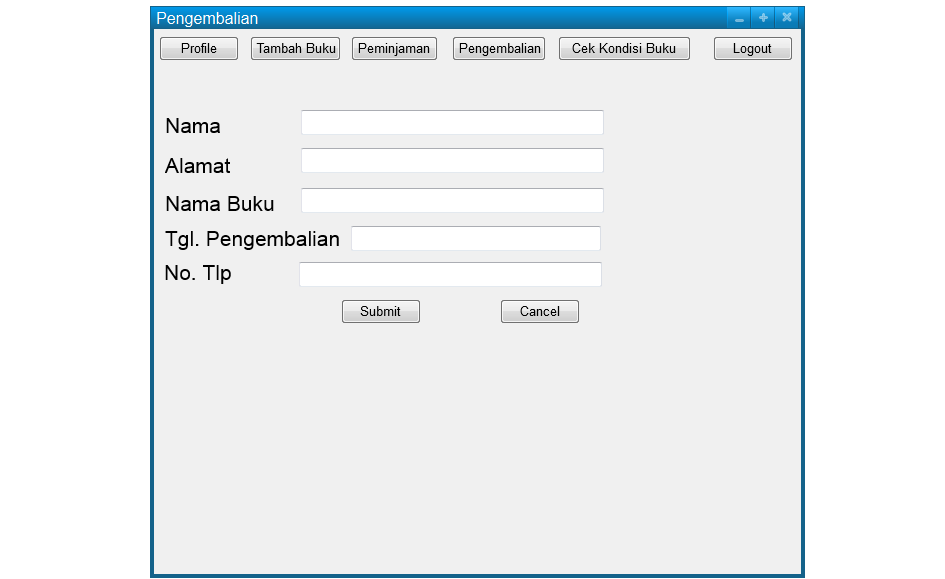 Pengembalian
Profile Tambah Buku Peminjaman Pengembalian Cek Kondisi Buku Logout
Nama
Alamat
Nama Buku
Tgl. Pengembalian
No. Tlp
Submit Cancel